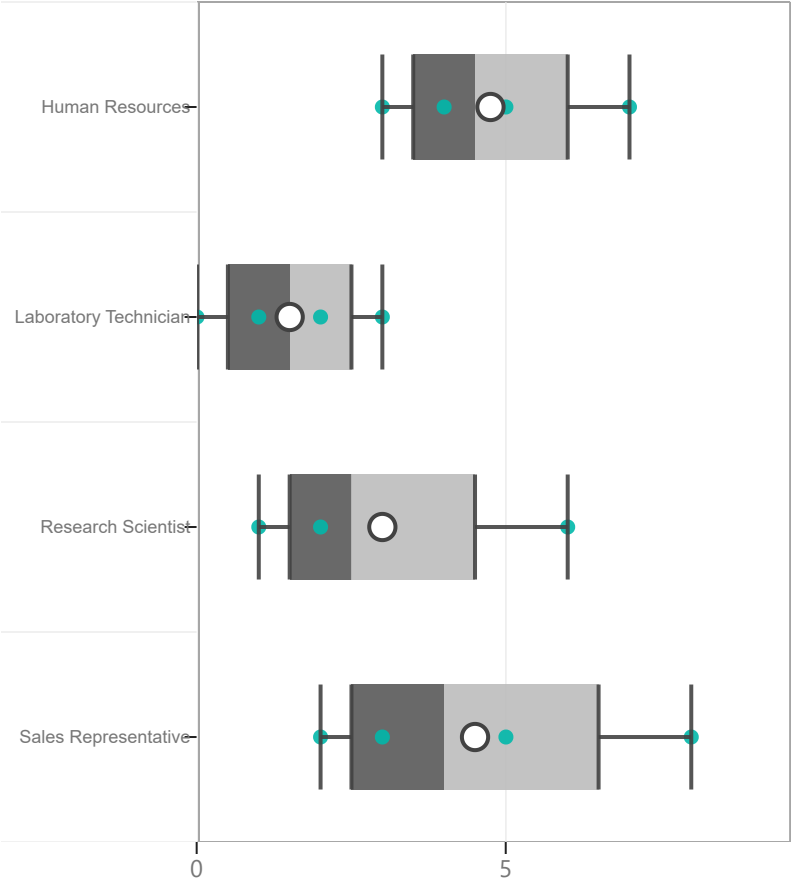 Human Resources
Laboratory Technician
Research Scientist
Sales Representative
0 5